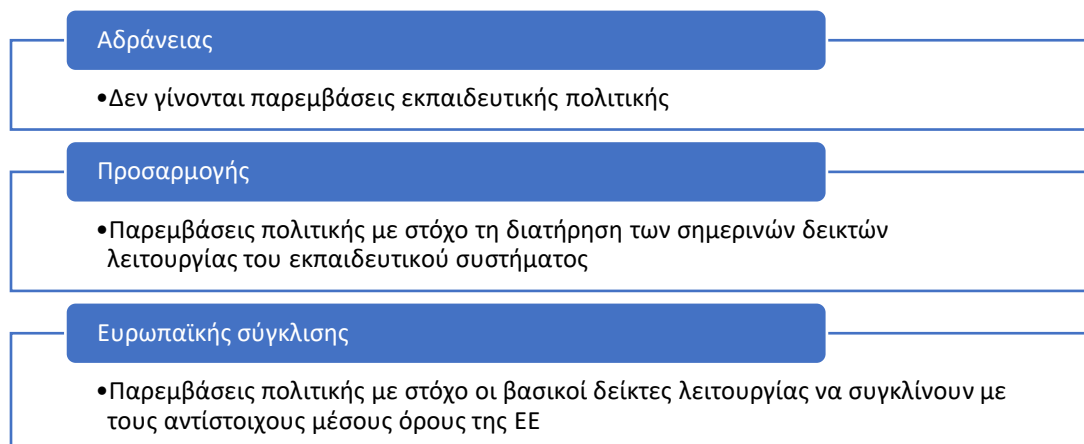 Αδράνειας
•Δεν γίνονται παρεμβάσεις εκπαιδευτικής πολιτικής
Προσαρμογής
•Παρεμβάσεις πολιτικής με στόχο τη διατήρηση των σημερινών δεικτών
λειτουργίας του εκπαιδευτικού συστήματος
Ευρωπαϊκής σύγκλισης
•Παρεμβάσεις πολιτικής με στόχο οι βασικοί δείκτες λειτουργίας να συγκλίνουν με
τους αντίστοιχους μέσους όρους της ΕΕ